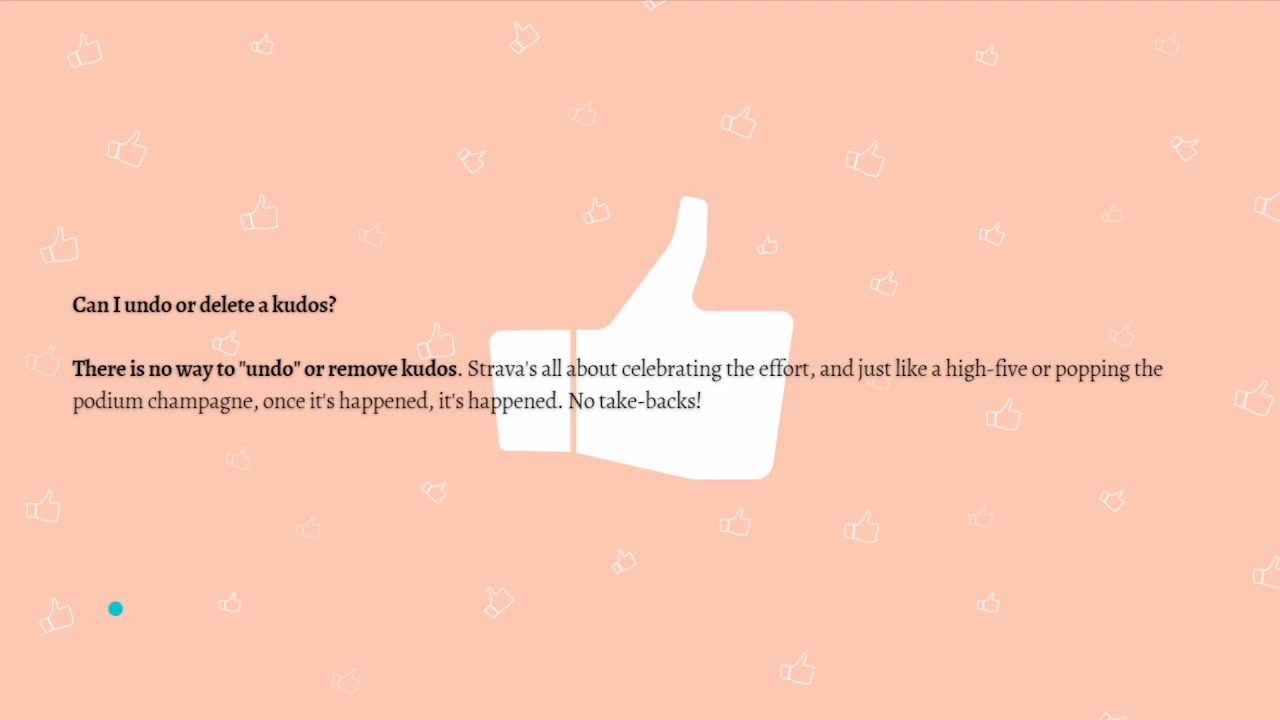 Can I undo or delete a kudos?
There is no way to "undo" or remove kudos. Strava's all about celebrating the effort, and just like a high-five or popping the
podium champagne, once it's happened, it's happened. No take-backs!